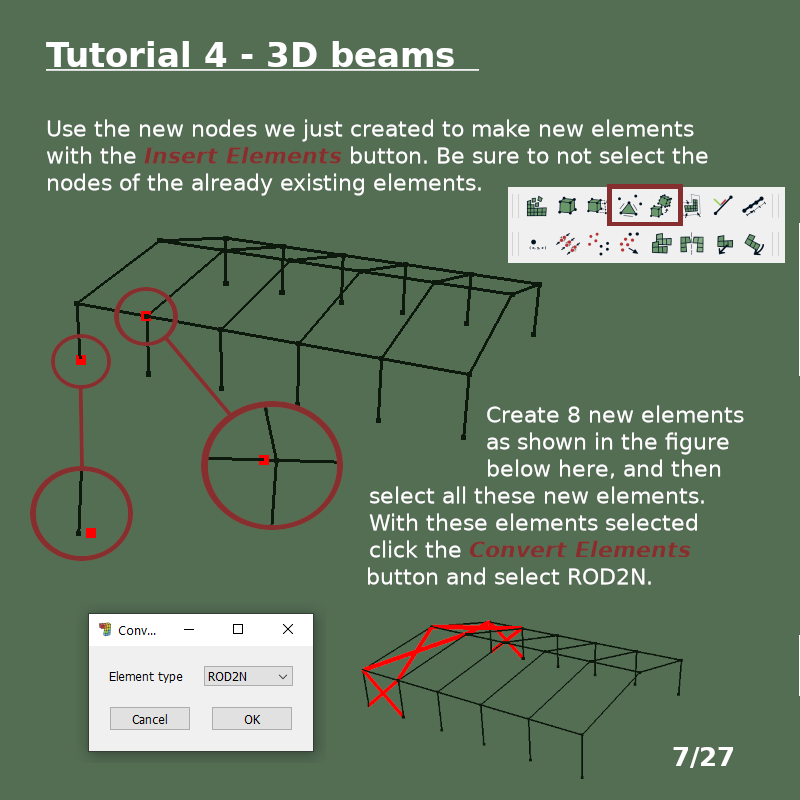 Tutorial 4 - 3D beams
Use the new nodes we just created to make new elements
with the Insert Elements button. Be sure to not select the
nodes of the already existing elements.
Create 8 new elements
as shown in the figure
below here, and then
select all these new elements.
With these elements selected
click the Convert Elements
button and select ROD2N.
Conv...
Element type
ROD2N
Cancel
OK
7/27